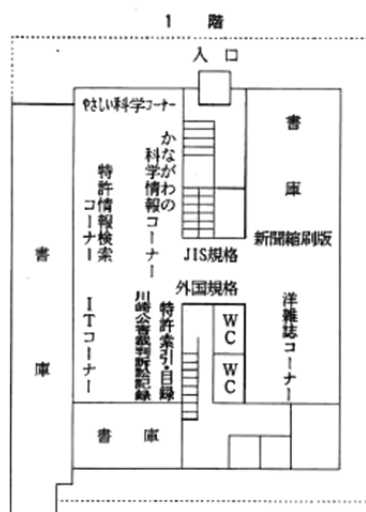 1 階
入 口
やさしい科学コーナー
かながわの
科学情報コーナー
特許情報検索
コーナー
書 庫
新聞縮刷版
JIS規格
外国規格
洋雑誌コーナー
書 庫
ITコーナー
特許索引・目録
川崎公害裁判訴訟記録
WC
WC
書 庫